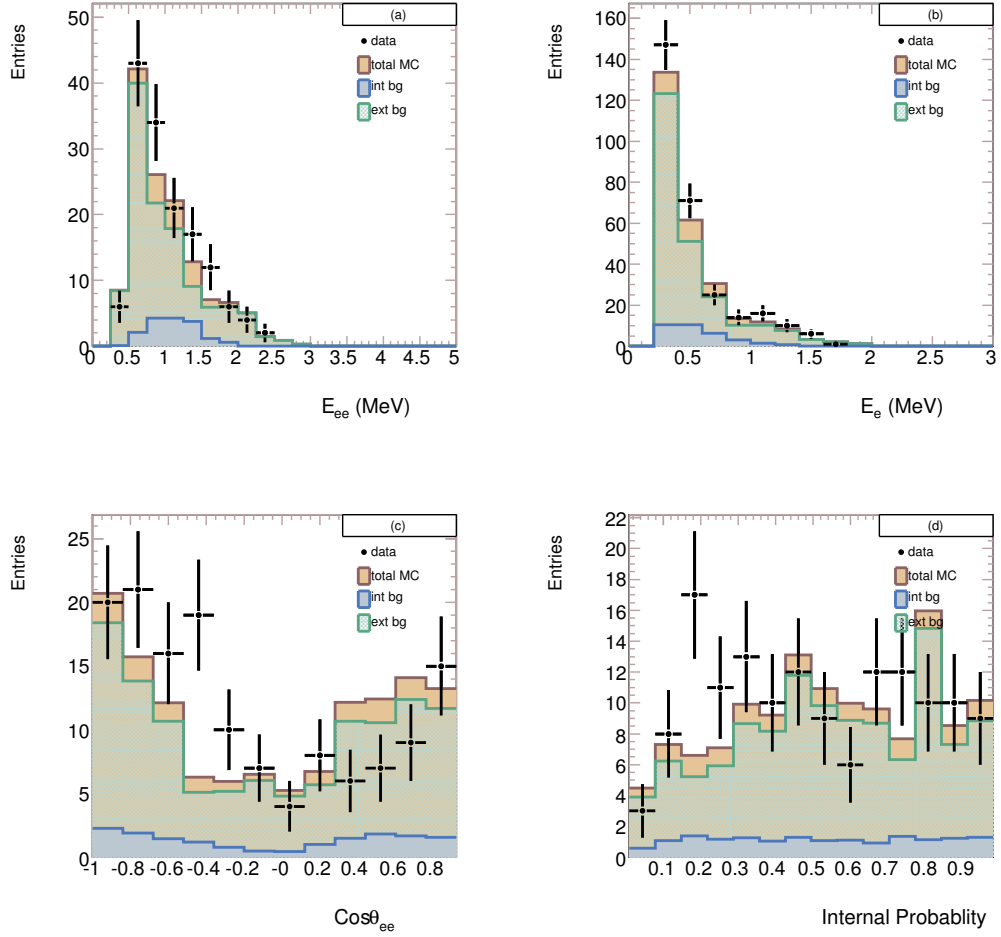 (a)
Entries
50
40
30
20
10
0
data
total MC
int bg
ext bg
0 0.5 1 1.5 2 2.5 3 3.5 4 4.5 5
E_ee (MeV)
(b)
Entries
160
140
120
100
80
60
40
20
0
data
total MC
int bg
ext bg
0 0.5 1 1.5 2 2.5 3
E_e (MeV)
(c)
Entries
25
20
15
10
5
0
data
total MC
int bg
ext bg
-1 -0.8 -0.6 -0.4 -0.2 -0 0.2 0.4 0.6 0.8
Cosθ_ee
(d)
Entries
22
20
18
16
14
12
10
8
6
4
2
0
data
total MC
int bg
ext bg
0.1 0.2 0.3 0.4 0.5 0.6 0.7 0.8 0.9
Internal Probablity